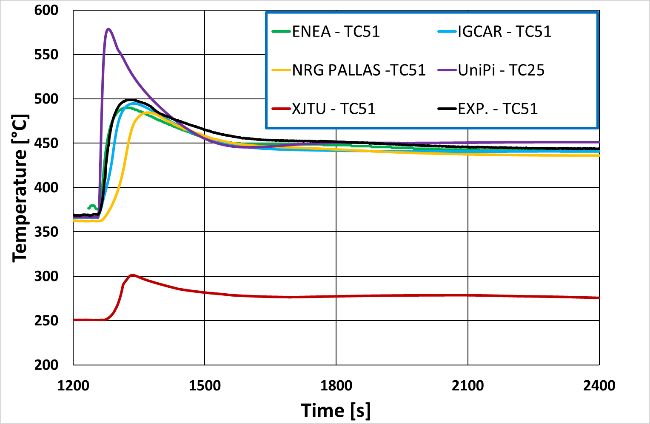 600
550
500
450
400
350
300
250
200
Temperature [°C]
ENEA - TC51
IGCAR - TC51
NRG PALLAS -TC51
UniPi - TC25
XJTU - TC51
EXP. - TC51
1200
1500
1800
2100
2400
Time [s]